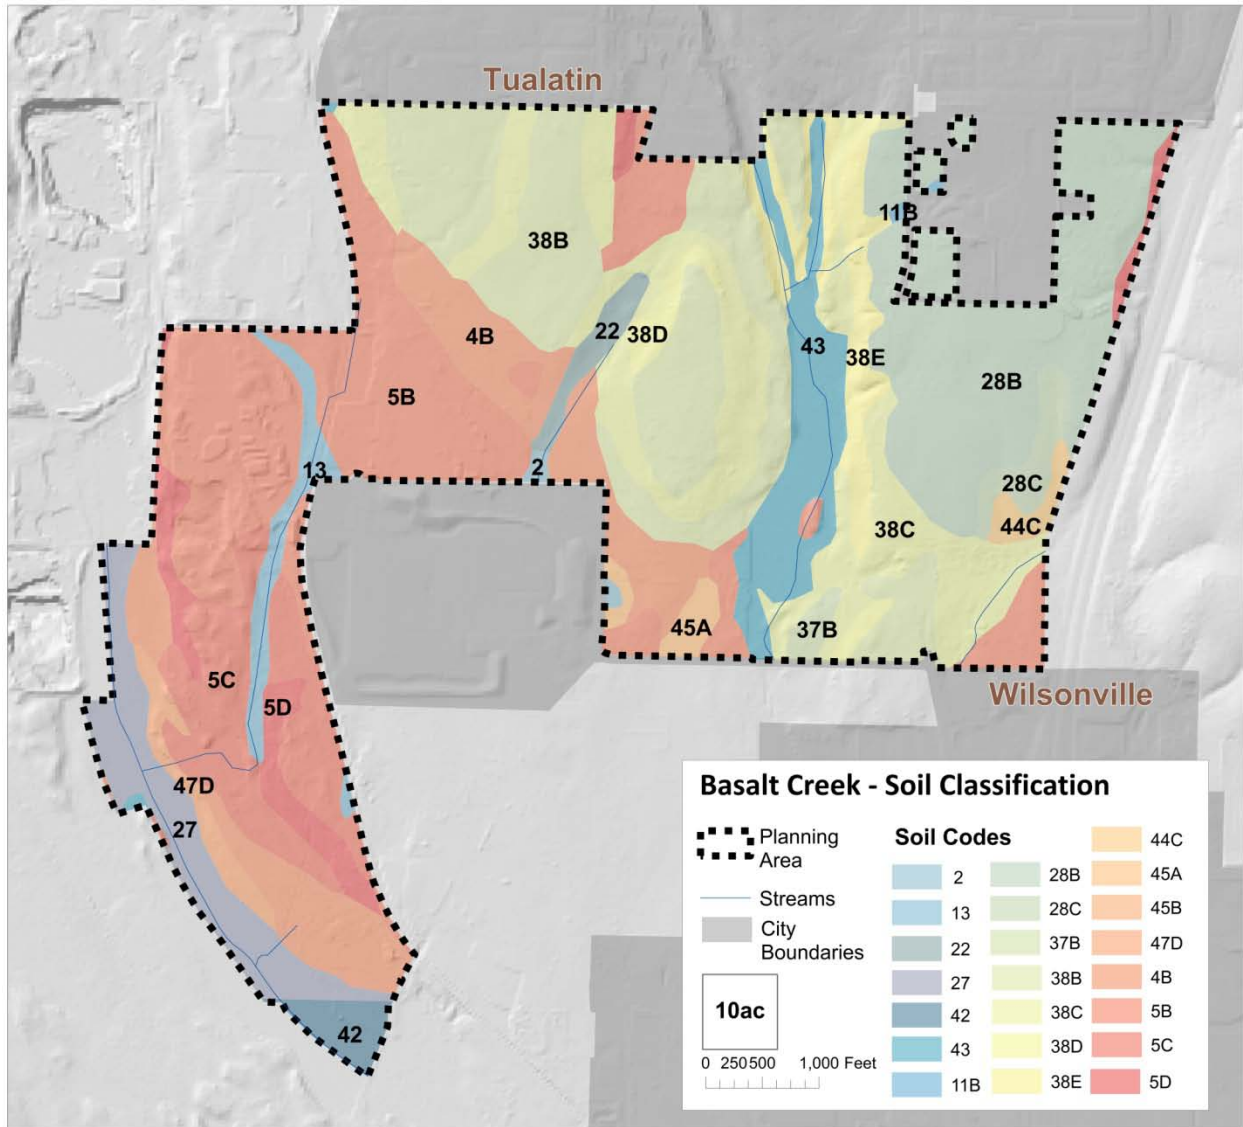 Tualatin
11B
38B
4B
22
38D
43
38E
28B
5B
13
2
28C
44C
38C
45A
37B
5C
5D
Wilsonville
47D
27
42
Basalt Creek - Soil Classification
Planning
Area
Streams
City
Boundaries
10ac
0 250 500 1,000 Feet
Soil Codes
2
13
22
27
42
43
11B
28B
28C
37B
38B
38C
38D
38E
44C
45A
45B
47D
4B
5B
5C
5D